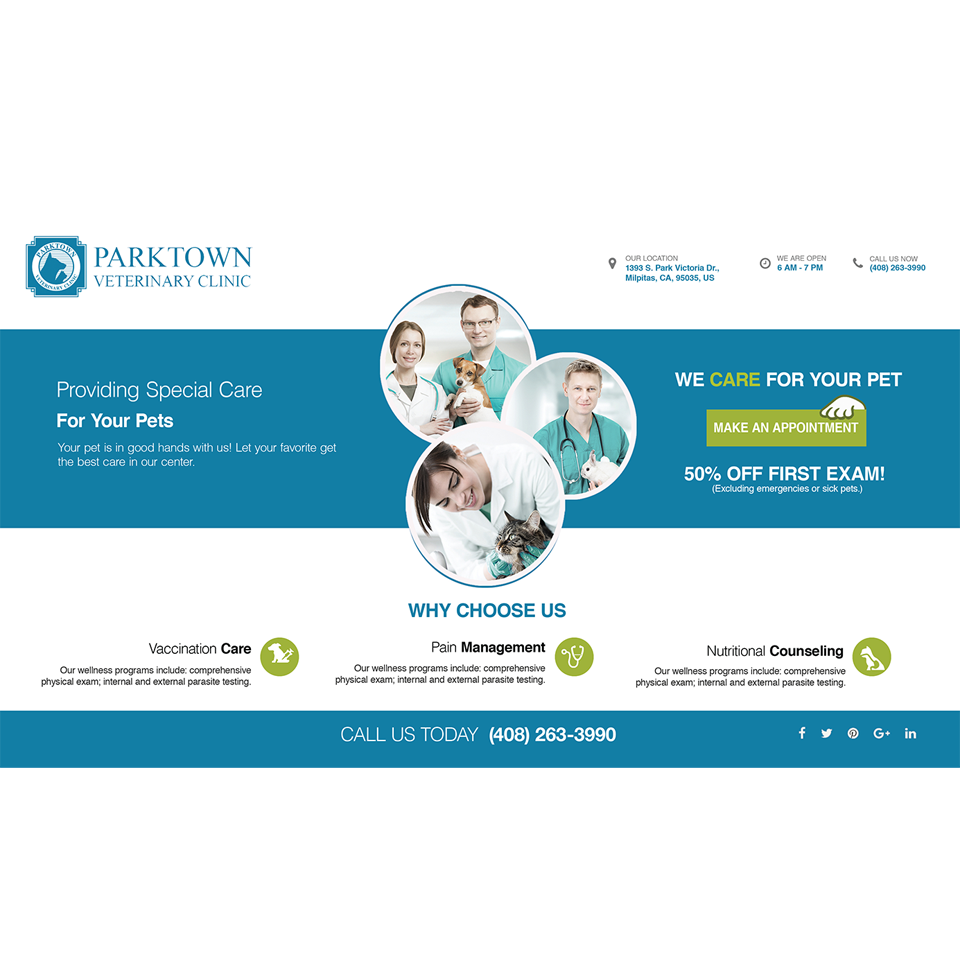 PARKTOWN
VETERINARY CLINIC
PARKTOWN
VETERINARY CLINIC
OUR LOCATION
1393 S. Park Victoria Dr.,
Milpitas, CA, 95035, US
WE ARE OPEN
6 AM - 7 PM
CALL US NOW
(408) 263-3990
Providing Special Care
For Your Pets
Your pet is in good hands with us! Let your favorite get
the best care in our center.
WE CARE FOR YOUR PET
MAKE AN APPOINTMENT
50% OFF FIRST EXAM!
(Excluding emergencies or sick pets.)
WHY CHOOSE US
Vaccination Care
Our wellness programs include: comprehensive
physical exam; internal and external parasite testing.
Pain Management
Our wellness programs include: comprehensive
physical exam; internal and external parasite testing.
Nutritional Counseling
Our wellness programs include: comprehensive
physical exam; internal and external parasite testing.
CALL US TODAY (408) 263-3990